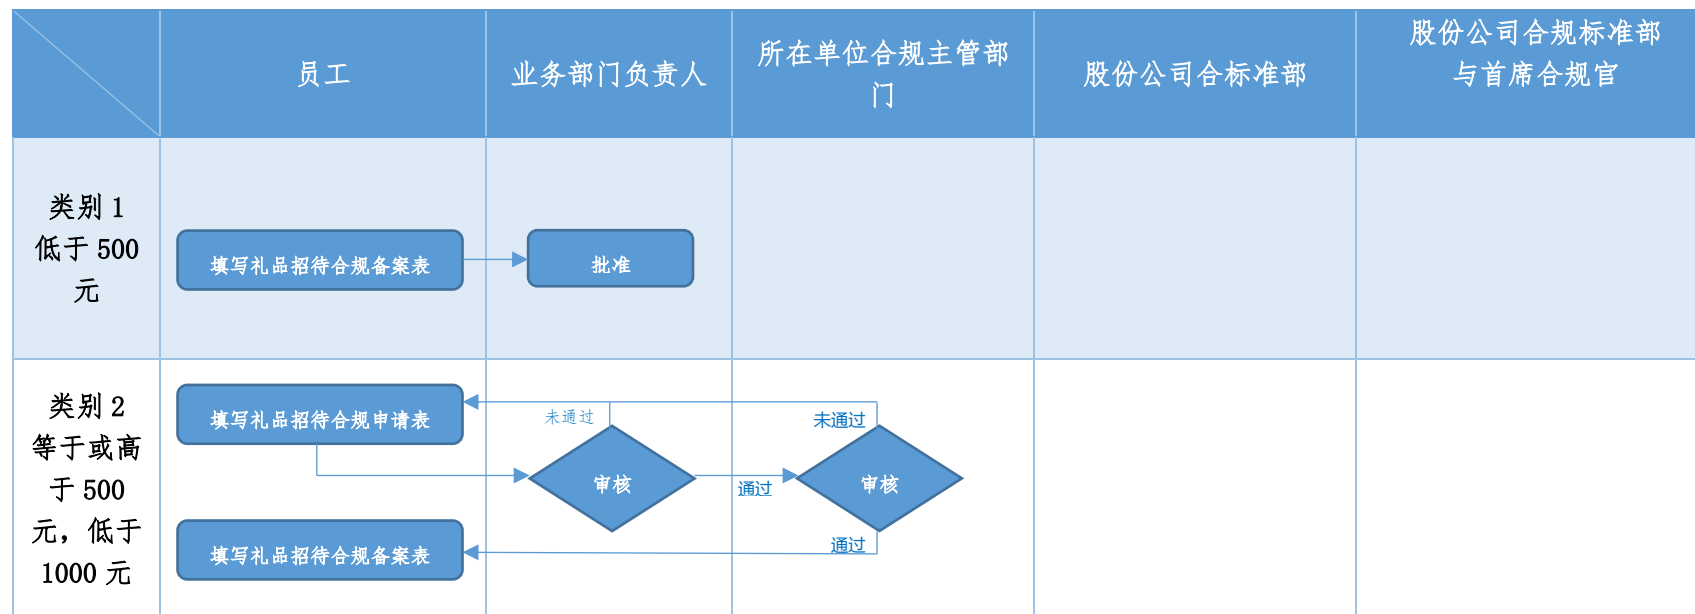 员工
业务部门负责人
所在单位合规主管部
门
股份公司合标准部
股份公司合规标准部
与首席合规官
类别 1
低于 500
元
填写礼品招待合规备案表
批准
类别 2
等于或高
于 500
元，低于
1000 元
填写礼品招待合规申请表
未通过
未通过
审核
通过
审核
填写礼品招待合规备案表
通过